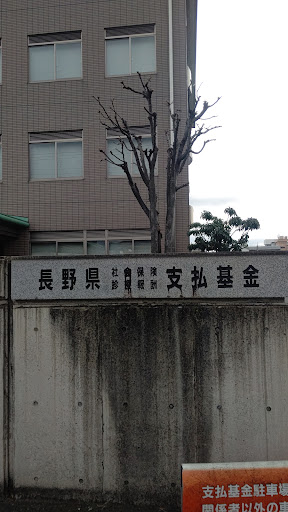 長野県 社会保険 診療報酬 支払基金
支払基金駐車場
関係者以外の車